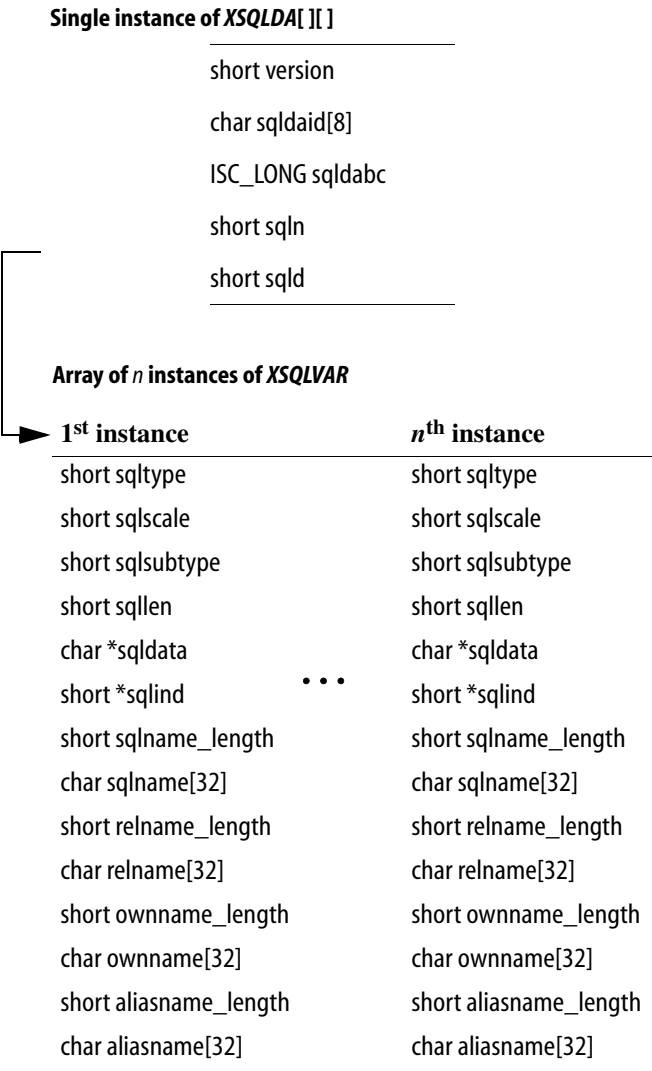 Single instance of XSQLDA[ ][ ]
short version
char sqldaid[8]
ISC_LONG sqldabc
short sqln
short sqld
Array of n instances of XSQLVAR
1st instance nth instance
short sqltype short sqltype
short sqlscale short sqlscale
short sqlsubtype short sqlsubtype
short sqllen short sqllen
char *sqldata char *sqldata
...
short *sqlind short *sqlind
short sqlname_length short sqlname_length
char sqlname[32] char sqlname[32]
short relname_length short relname_length
char relname[32] char relname[32]
short ownname_length short ownname_length
char ownname[32] char ownname[32]
short aliasname_length short aliasname_length
char aliasname[32] char aliasname[32]